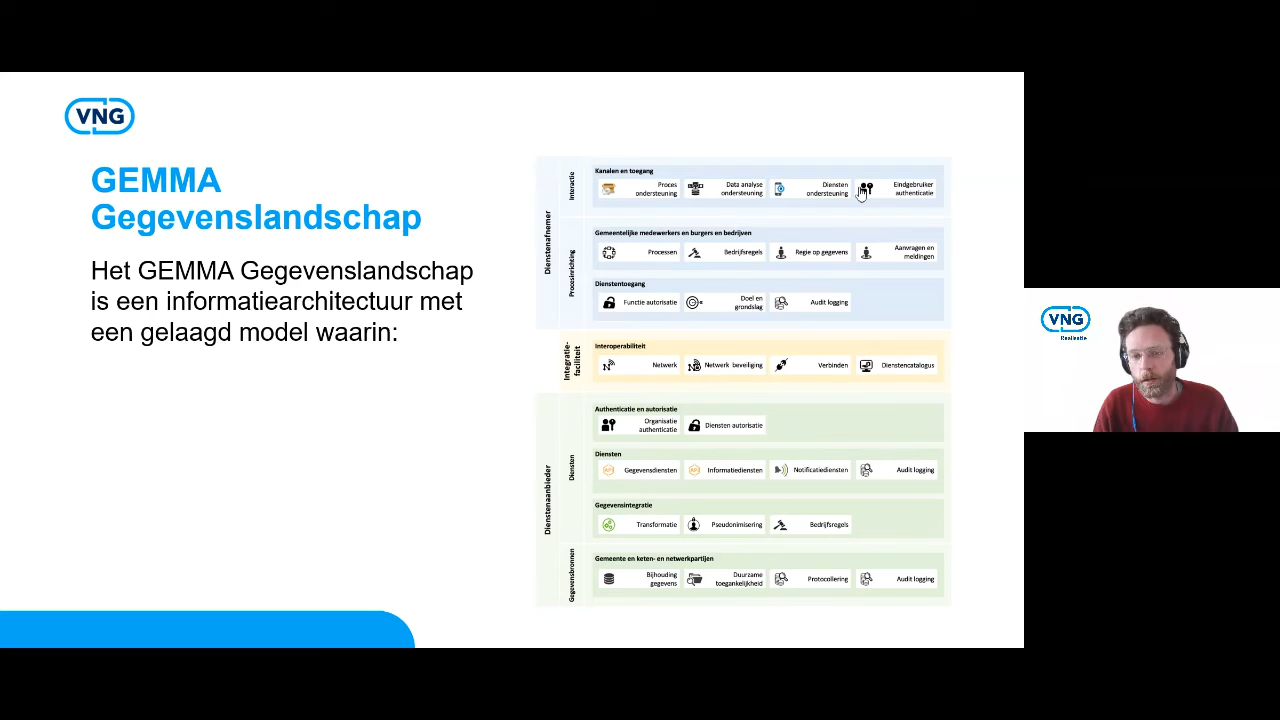 VNG
GEMMA
Gegevenslandschap
Het GEMMA Gegevenslandschap
is een informatiearchitectuur met
een gelaagd model waarin:
Dienstenafnemer
Interactie
Kanalen en toegang
Proces
ondersteuning
Data analyse
ondersteuning
Diensten
ondersteuning
Eindgebruiker
authenticatie
Procesinrichting
Gemeentelijke medewerkers en burgers en bedrijven
Processen
Bedrijfsregels
Regie op gegevens
Aanvragen en
meldingen
Dienstentoegang
Functie autorisatie
Doel en
grondslag
Audit logging
Integratie-
faciliteit
Interoperabiliteit
Netwerk
Netwerk beveiliging
Verbinden
Dienstencatalogus
Dienstenaanbieder
Diensten
Authenticatie en autorisatie
Organisatie
authenticatie
Diensten autorisatie
Diensten
API
Gegevensdiensten
API
Informatiediensten
Notificatiediensten
Audit logging
Gegevensintegratie
Transformatie
Pseudonimisering
Bedrijfsregels
Gegevensbronnen
Gemeente en keten- en netwerkpartijen
Bijhouding
gegevens
Duurzame
toegankelijkheid
Protocollering
Audit logging
VNG
Realisatie